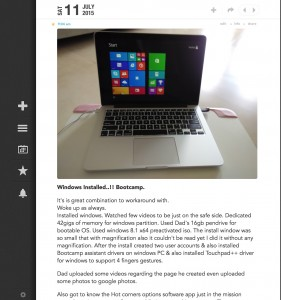 SAT 11 JULY
2015
Start
Windows Installed..!! Bootcamp.
It's is great combination to workaround with.
Woke up as always.
Installed windows. Watched few videos to be just on the safe side. Dedicated
42gigs of memory for windows partition. Used Dad's 16gb pendrive for
bootable OS. Used windows 8.1 x64 preactivated iso. The install window was
so small that with magnification also it couldn't be read yet I did it without any
magnification. After the install created two user accounts & also installed
Bootcamp assistant drivers on windows PC & also installed Touchpad++ driver
for windows to support 4 fingers gestures.
Dad uploaded some videos regarding the page he created even uploaded
some photos to google photos.
Also got to know the Hot corners options software app just in the mission